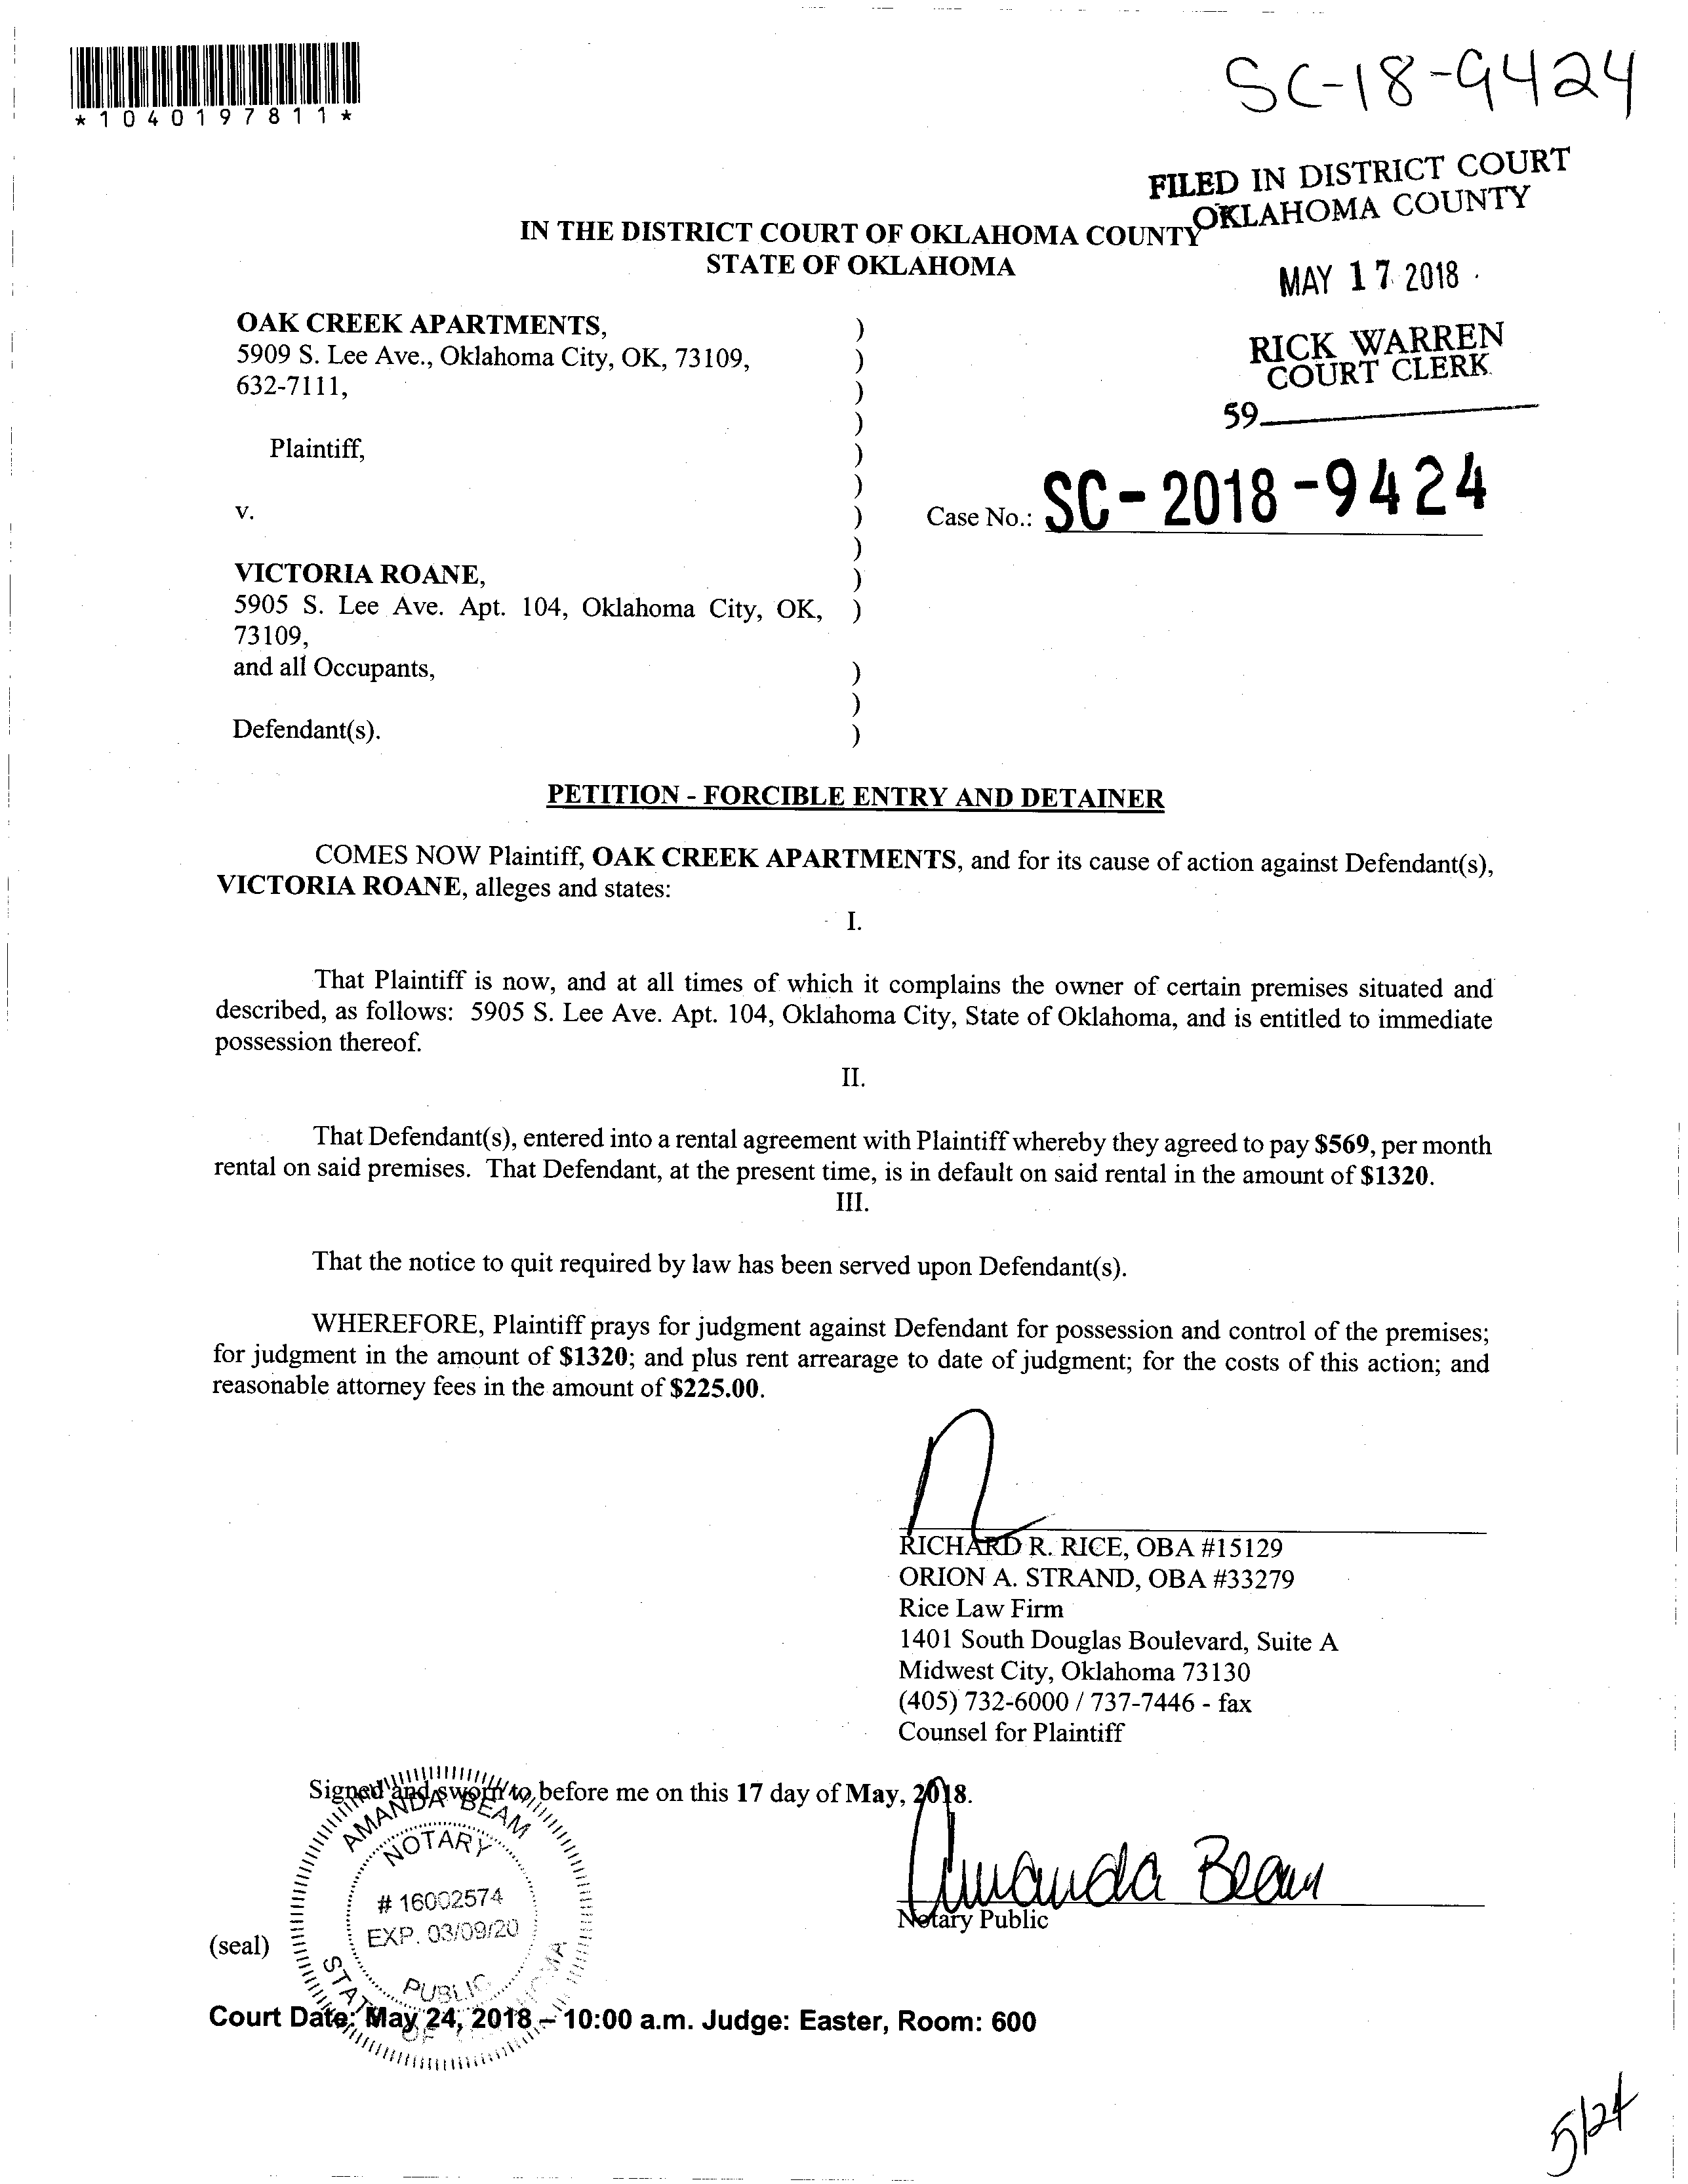 *1040197811*
SC-18-9424
FILED IN DISTRICT COURT
OKLAHOMA COUNTY
IN THE DISTRICT COURT OF OKLAHOMA COUNTY
STATE OF OKLAHOMA
MAY 17 2018
OAK CREEK APARTMENTS, )
5909 S. Lee Ave., Oklahoma City, OK, 73109, )
632-7111, )
)
RICK WARREN
COURT CLERK
59
Plaintiff, )
)
v. ) Case No.: SC-2018-9424
)
VICTORIA ROANE, )
5905 S. Lee Ave. Apt. 104, Oklahoma City, OK, )
73109,
and all Occupants, )
)
Defendant(s). )
PETITION - FORCIBLE ENTRY AND DETAINER
COMES NOW Plaintiff, OAK CREEK APARTMENTS, and for its cause of action against Defendant(s),
VICTORIA ROANE, alleges and states:
I.
That Plaintiff is now, and at all times of which it complains the owner of certain premises situated and
described, as follows: 5905 S. Lee Ave. Apt. 104, Oklahoma City, State of Oklahoma, and is entitled to immediate
possession thereof.
II.
That Defendant(s), entered into a rental agreement with Plaintiff whereby they agreed to pay $569, per month
rental on said premises. That Defendant, at the present time, is in default on said rental in the amount of $1320.
III.
That the notice to quit required by law has been served upon Defendant(s).
WHEREFORE, Plaintiff prays for judgment against Defendant for possession and control of the premises;
for judgment in the amount of $1320; and plus rent arrearage to date of judgment; for the costs of this action; and
reasonable attorney fees in the amount of $225.00.
RICHARD R. RICE, OBA #15129
ORION A. STRAND, OBA #33279
Rice Law Firm
1401 South Douglas Boulevard, Suite A
Midwest City, Oklahoma 73130
(405) 732-6000 / 737-7446 - fax
Counsel for Plaintiff
Signed and sworn to before me on this 17 day of May, 2018.
AMANDA BEAM
NOTARY
# 16002574
EXP. 03/09/20
PUBLIC
STATE OF OKLAHOMA
Amanda Beam
Notary Public
(seal)
Court Date: May 24, 2018 – 10:00 a.m. Judge: Easter, Room: 600
5/24